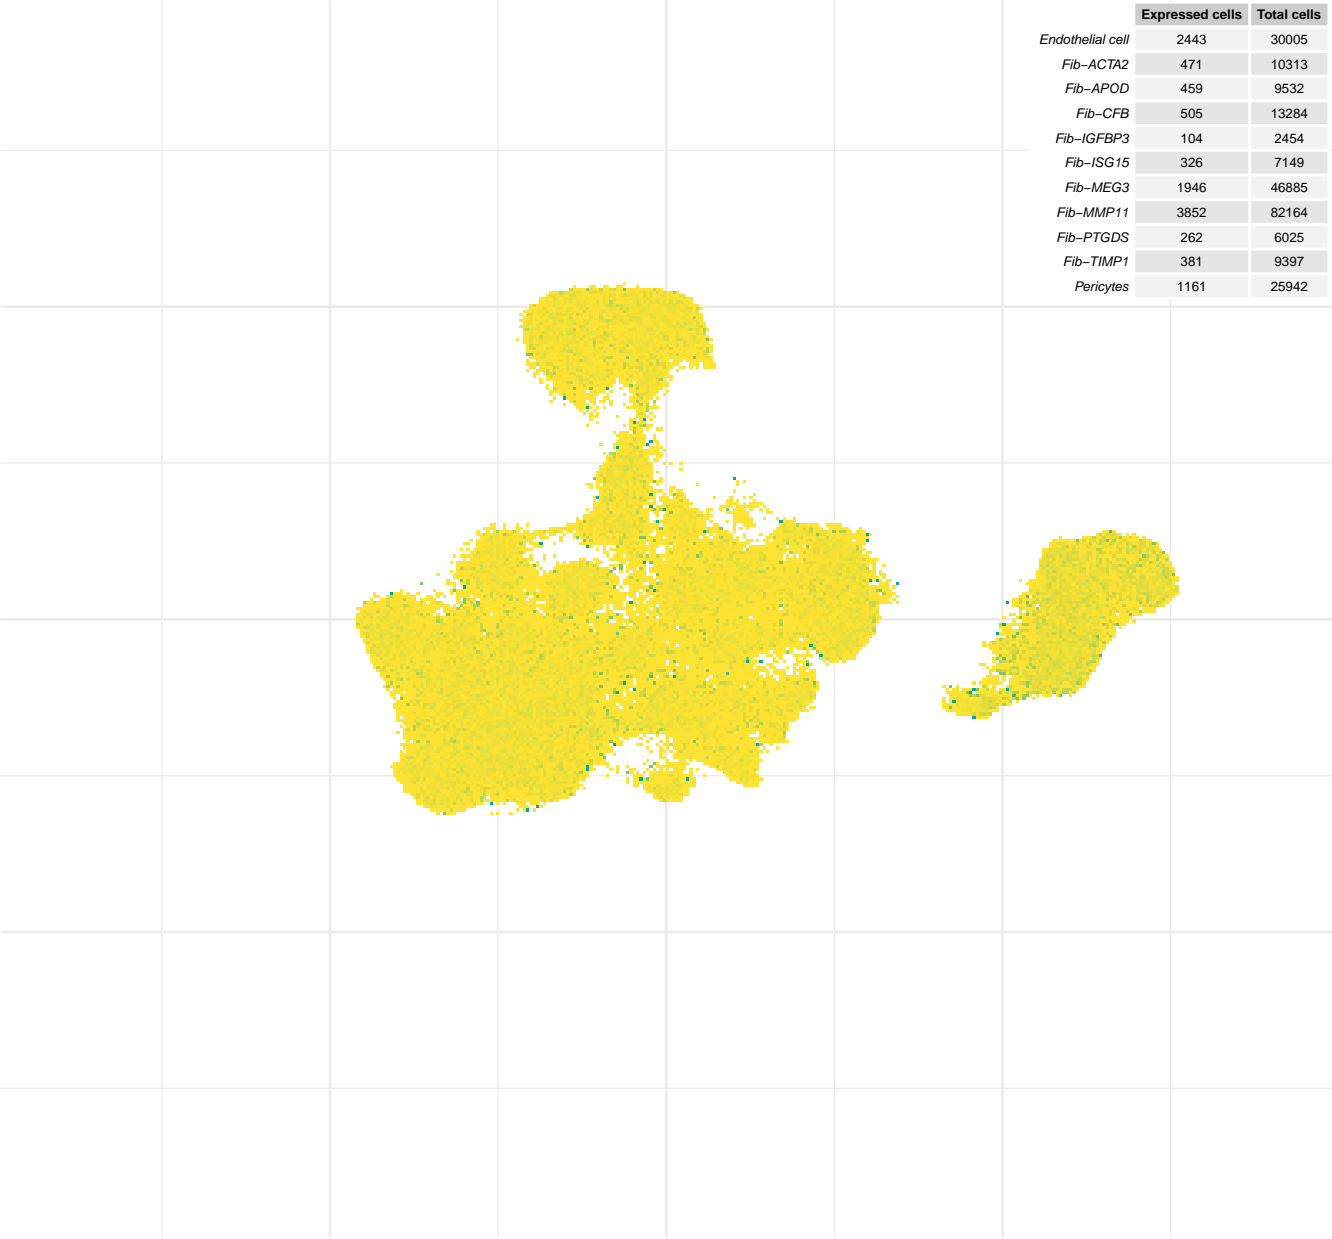 Expressed cells Total cells
Endothelial cell 2443 30005
Fib−ACTA2 471 10313
Fib−APOD 459 9532
Fib−CFB 505 13284
Fib−IGFBP3 104 2454
Fib−ISG15 326 7149
Fib−MEG3 1946 46885
Fib−MMP11 3852 82164
Fib−PTGDS 262 6025
Fib−TIMP1 381 9397
Pericytes 1161 25942